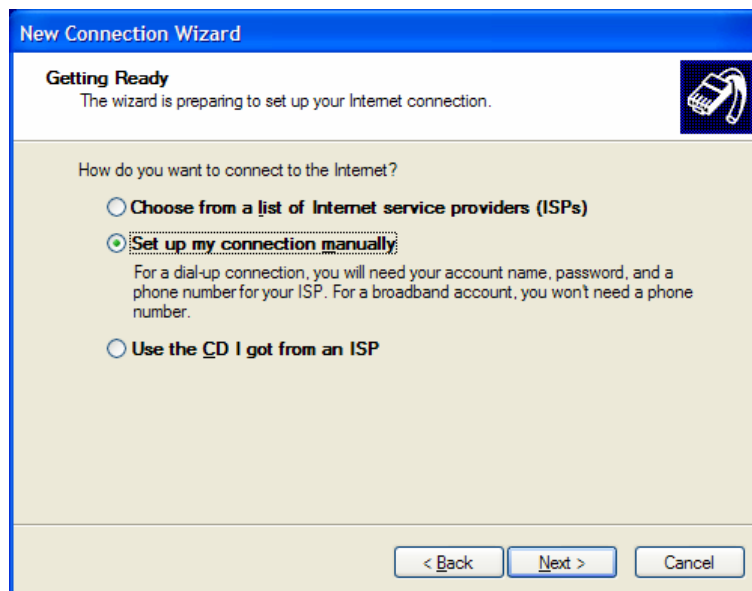 New Connection Wizard
Getting Ready
The wizard is preparing to set up your Internet connection.
How do you want to connect to the Internet?
Choose from a list of Internet service providers (ISPs)
Set up my connection manually
For a dial-up connection, you will need your account name, password, and a
phone number for your ISP. For a broadband account, you won't need a phone
number.
Use the CD I got from an ISP
< Back Next > Cancel